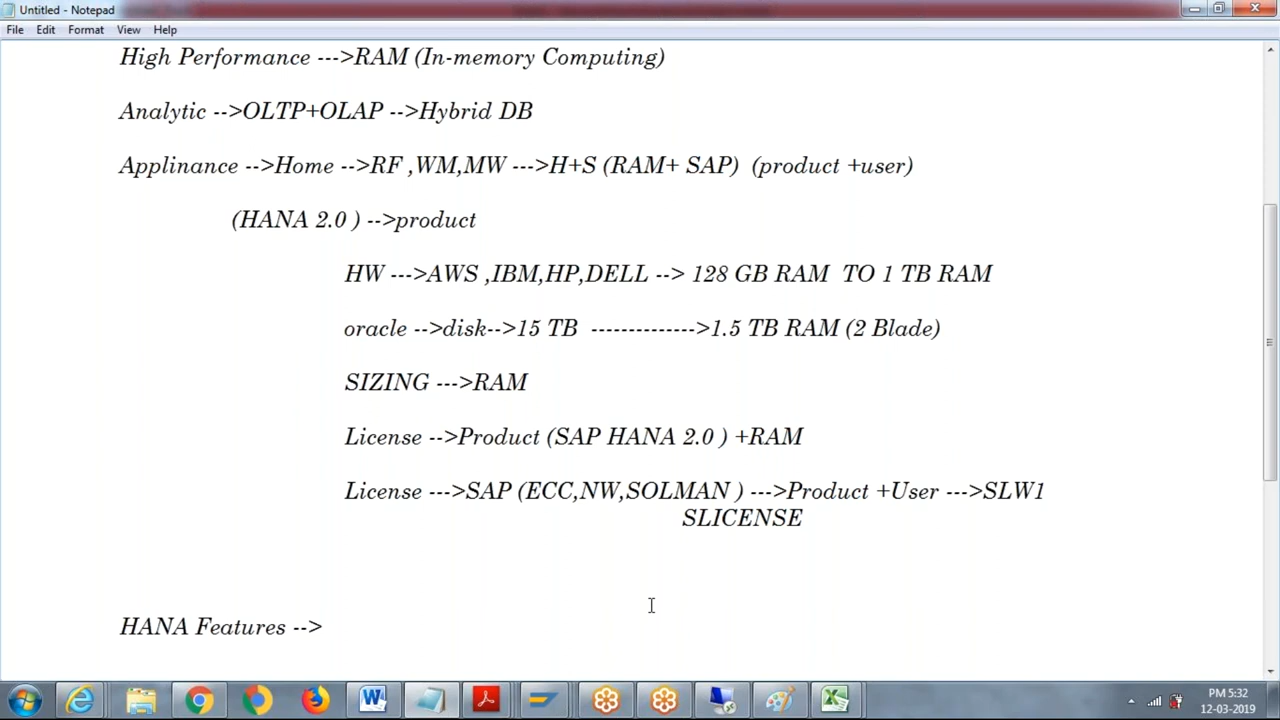 Untitled - Notepad
File Edit Format View Help
High Performance --->RAM (In-memory Computing)
Analytic -->OLTP+OLAP -->Hybrid DB
Applinance -->Home -->RF ,WM,MW --->H+S (RAM+ SAP) (product +user)
(HANA 2.0 ) -->product
HW --->AWS ,IBM,HP,DELL --> 128 GB RAM TO 1 TB RAM
oracle -->disk-->15 TB -------------->1.5 TB RAM (2 Blade)
SIZING --->RAM
License -->Product (SAP HANA 2.0 ) +RAM
License --->SAP (ECC,NW,SOLMAN ) --->Product +User --->SLW1
SLICENSE
HANA Features -->
PM 5:32
12-03-2019